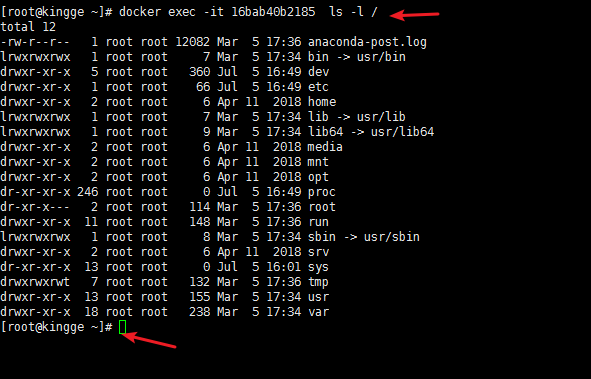 [root@kingge ~]# docker exec -it 16bab40b2185  ls -l /
total 12
-rw-r--r--   1 root root 12082 Mar  5 17:36 anaconda-post.log
lrwxrwxrwx   1 root root     7 Mar  5 17:34 bin -> usr/bin
drwxr-xr-x   5 root root   360 Jul  5 16:49 dev
drwxr-xr-x   1 root root    66 Jul  5 16:49 etc
drwxr-xr-x   2 root root     6 Apr 11  2018 home
lrwxrwxrwx   1 root root     7 Mar  5 17:34 lib -> usr/lib
lrwxrwxrwx   1 root root     9 Mar  5 17:34 lib64 -> usr/lib64
drwxr-xr-x   2 root root     6 Apr 11  2018 media
drwxr-xr-x   2 root root     6 Apr 11  2018 mnt
drwxr-xr-x   2 root root     6 Apr 11  2018 opt
dr-xr-xr-x 246 root root     0 Jul  5 16:49 proc
dr-xr-x---   2 root root   114 Mar  5 17:36 root
drwxr-xr-x  11 root root   148 Mar  5 17:36 run
lrwxrwxrwx   1 root root     8 Mar  5 17:34 sbin -> usr/sbin
drwxr-xr-x   2 root root     6 Apr 11  2018 srv
dr-xr-xr-x  13 root root     0 Jul  5 16:01 sys
drwxrwxrwt   7 root root   132 Mar  5 17:36 tmp
drwxr-xr-x  13 root root   155 Mar  5 17:34 usr
drwxr-xr-x  18 root root   238 Mar  5 17:34 var
[root@kingge ~]#